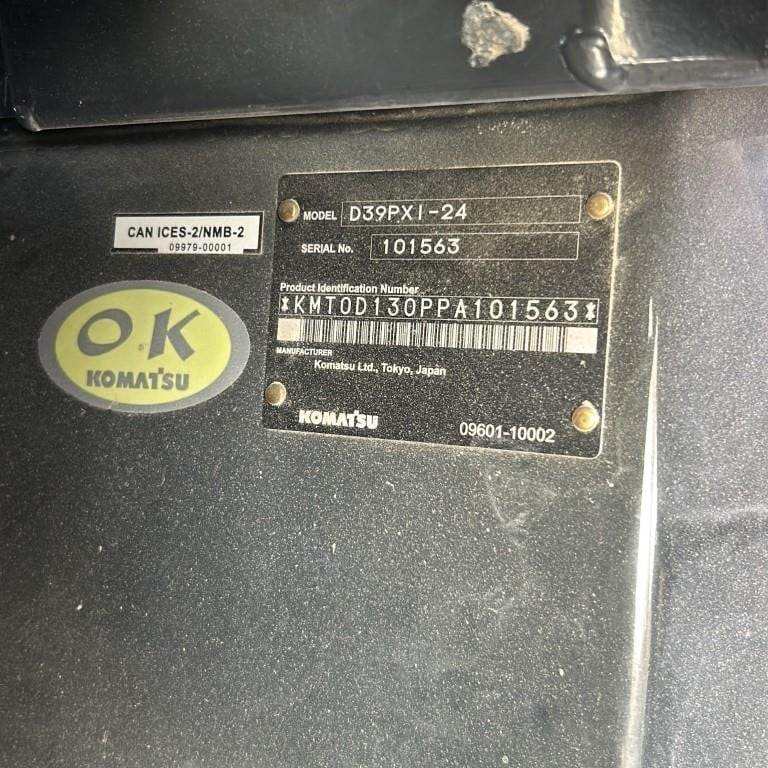 MODEL D39PXI-24
SERIAL No. 101563
Product Identification Number
*KMT0D130PPA101563*
MANUFACTURER
Komatsu Ltd., Tokyo, Japan
KOMATSU 09601-10002
CAN ICES-2/NMB-2
09979-00001
OK
KOMATSU